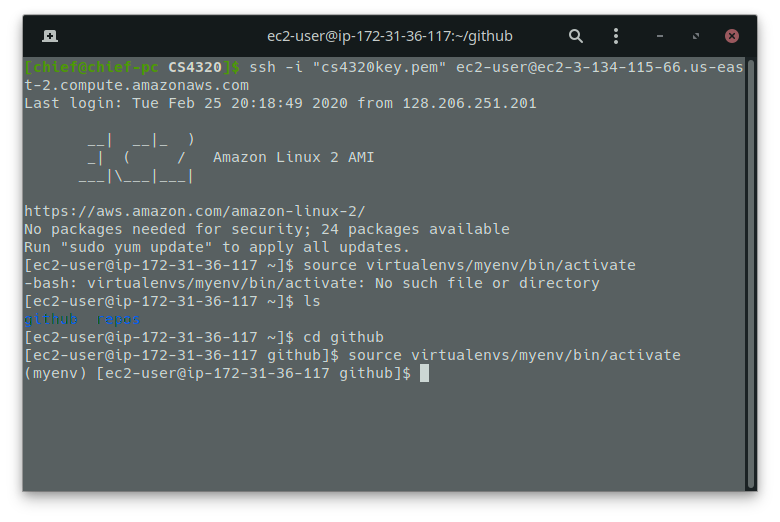 ec2-user@ip-172-31-36-117:~/github
[chief@chief-pc CS4320]$ ssh -i "cs4320key.pem" ec2-user@ec2-3-134-115-66.us-eas
t-2.compute.amazonaws.com
Last login: Tue Feb 25 20:18:49 2020 from 128.206.251.201
       __|  __|_  )
       _|  (     /   Amazon Linux 2 AMI
      ___|\___|___|
https://aws.amazon.com/amazon-linux-2/
No packages needed for security; 24 packages available
Run "sudo yum update" to apply all updates.
[ec2-user@ip-172-31-36-117 ~]$ source virtualenvs/myenv/bin/activate
-bash: virtualenvs/myenv/bin/activate: No such file or directory
[ec2-user@ip-172-31-36-117 ~]$ ls
github  repos
[ec2-user@ip-172-31-36-117 ~]$ cd github
[ec2-user@ip-172-31-36-117 github]$ source virtualenvs/myenv/bin/activate
(myenv) [ec2-user@ip-172-31-36-117 github]$